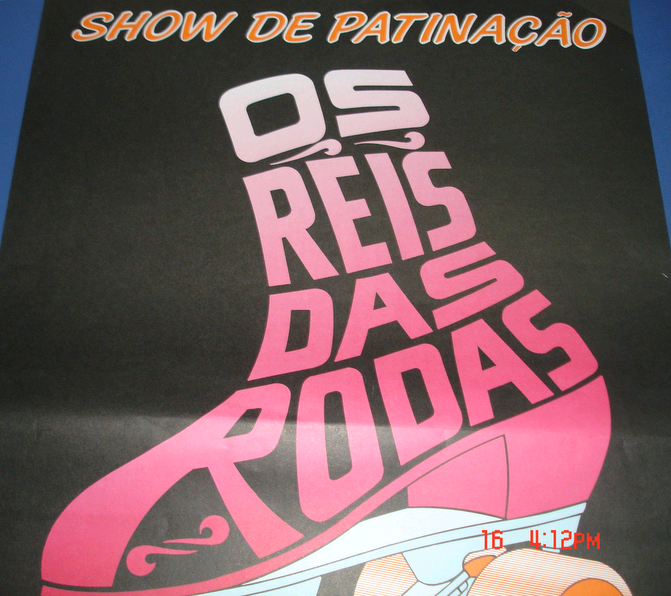 SHOW DE PATINAÇÃO
OS
REIS
DAS
RODAS
16 4:12PM